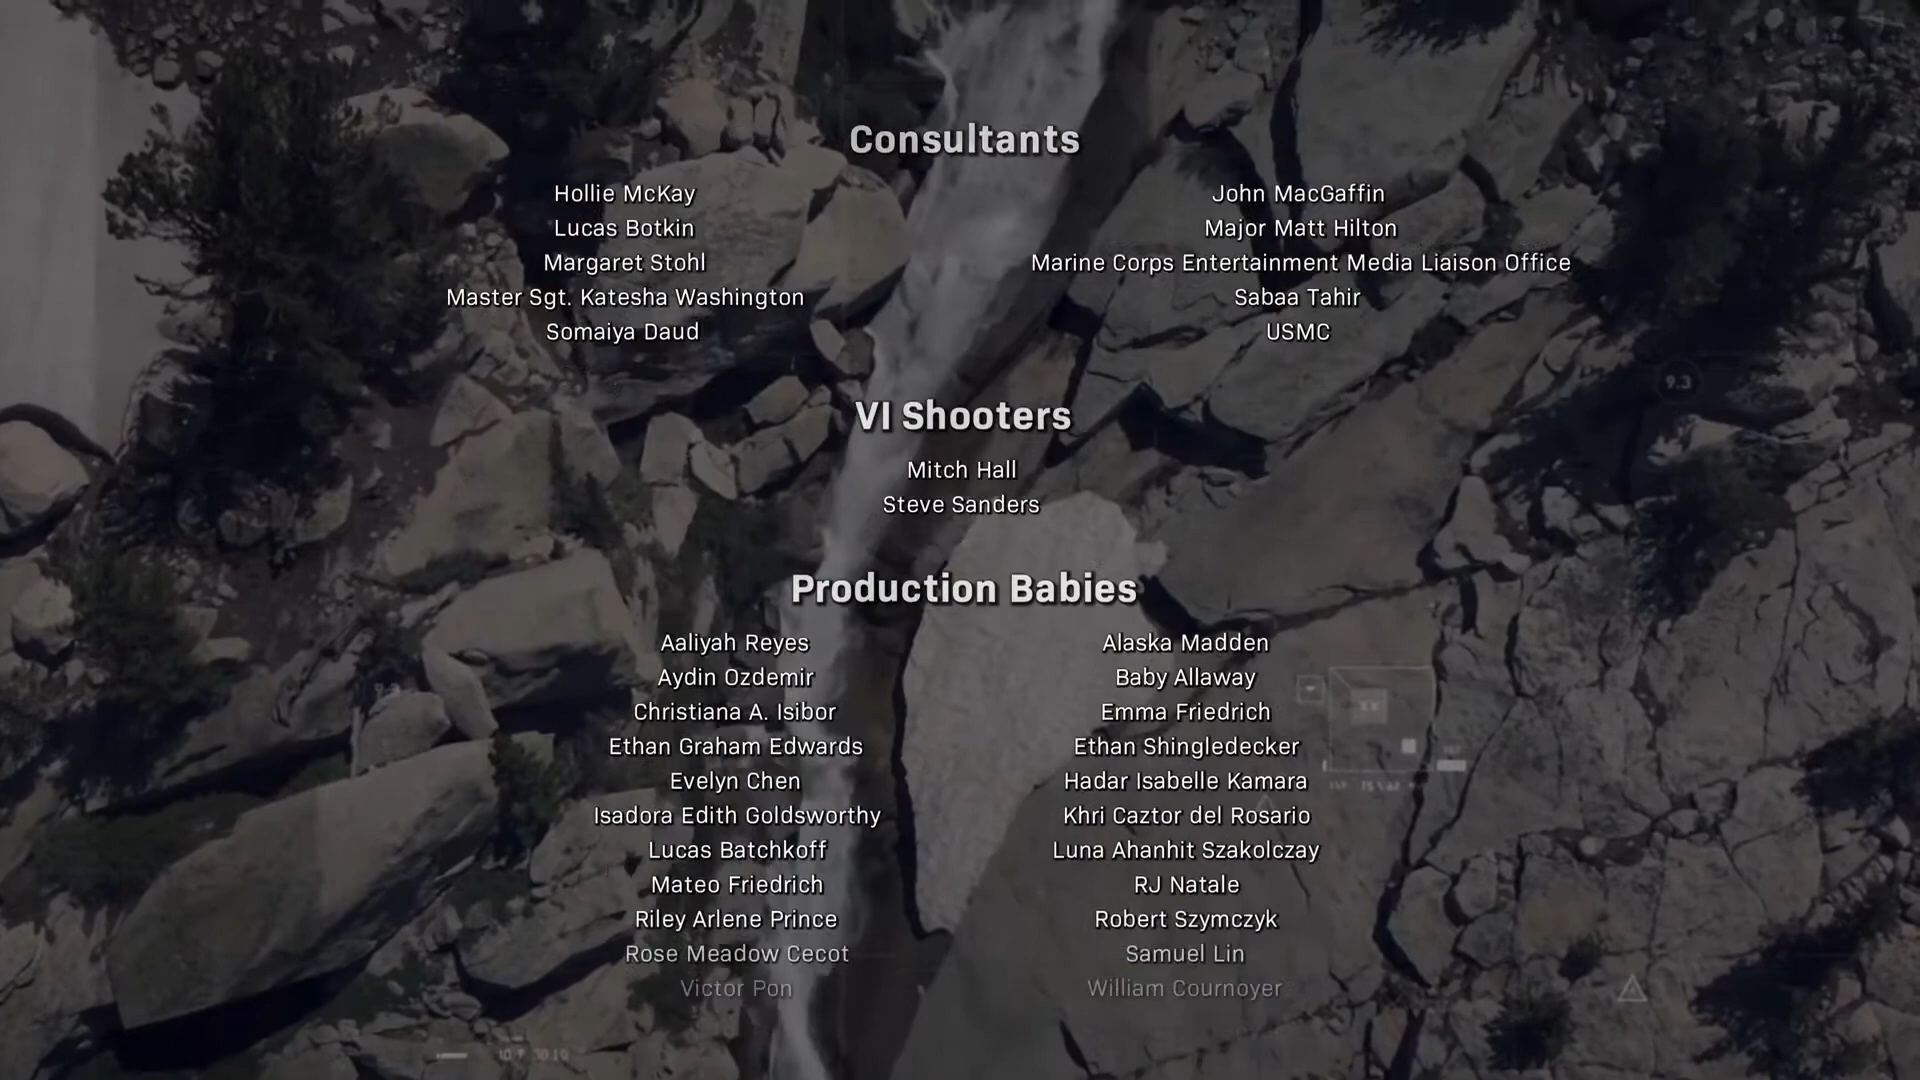 Consultants
Hollie McKay
John MacGaffin
Lucas Botkin
Major Matt Hilton
Margaret Stohl
Marine Corps Entertainment Media Liaison Office
Master Sgt. Katesha Washington
Sabaa Tahir
Somaiya Daud
USMC
9.3
VI Shooters
Mitch Hall
Steve Sanders
Production Babies
Aaliyah Reyes
Alaska Madden
Aydin Ozdemir
Baby Allaway
Christiana A. Isibor
Emma Friedrich
Ethan Graham Edwards
Ethan Shingledecker
Evelyn Chen
Hadar Isabelle Kamara
Isadora Edith Goldsworthy
Khri Caztor del Rosario
Lucas Batchkoff
Luna Ahanhit Szakolczay
Mateo Friedrich
RJ Natale
Riley Arlene Prince
Robert Szymczyk
Rose Meadow Cecot
Samuel Lin
Victor Pon
William Cournoyer